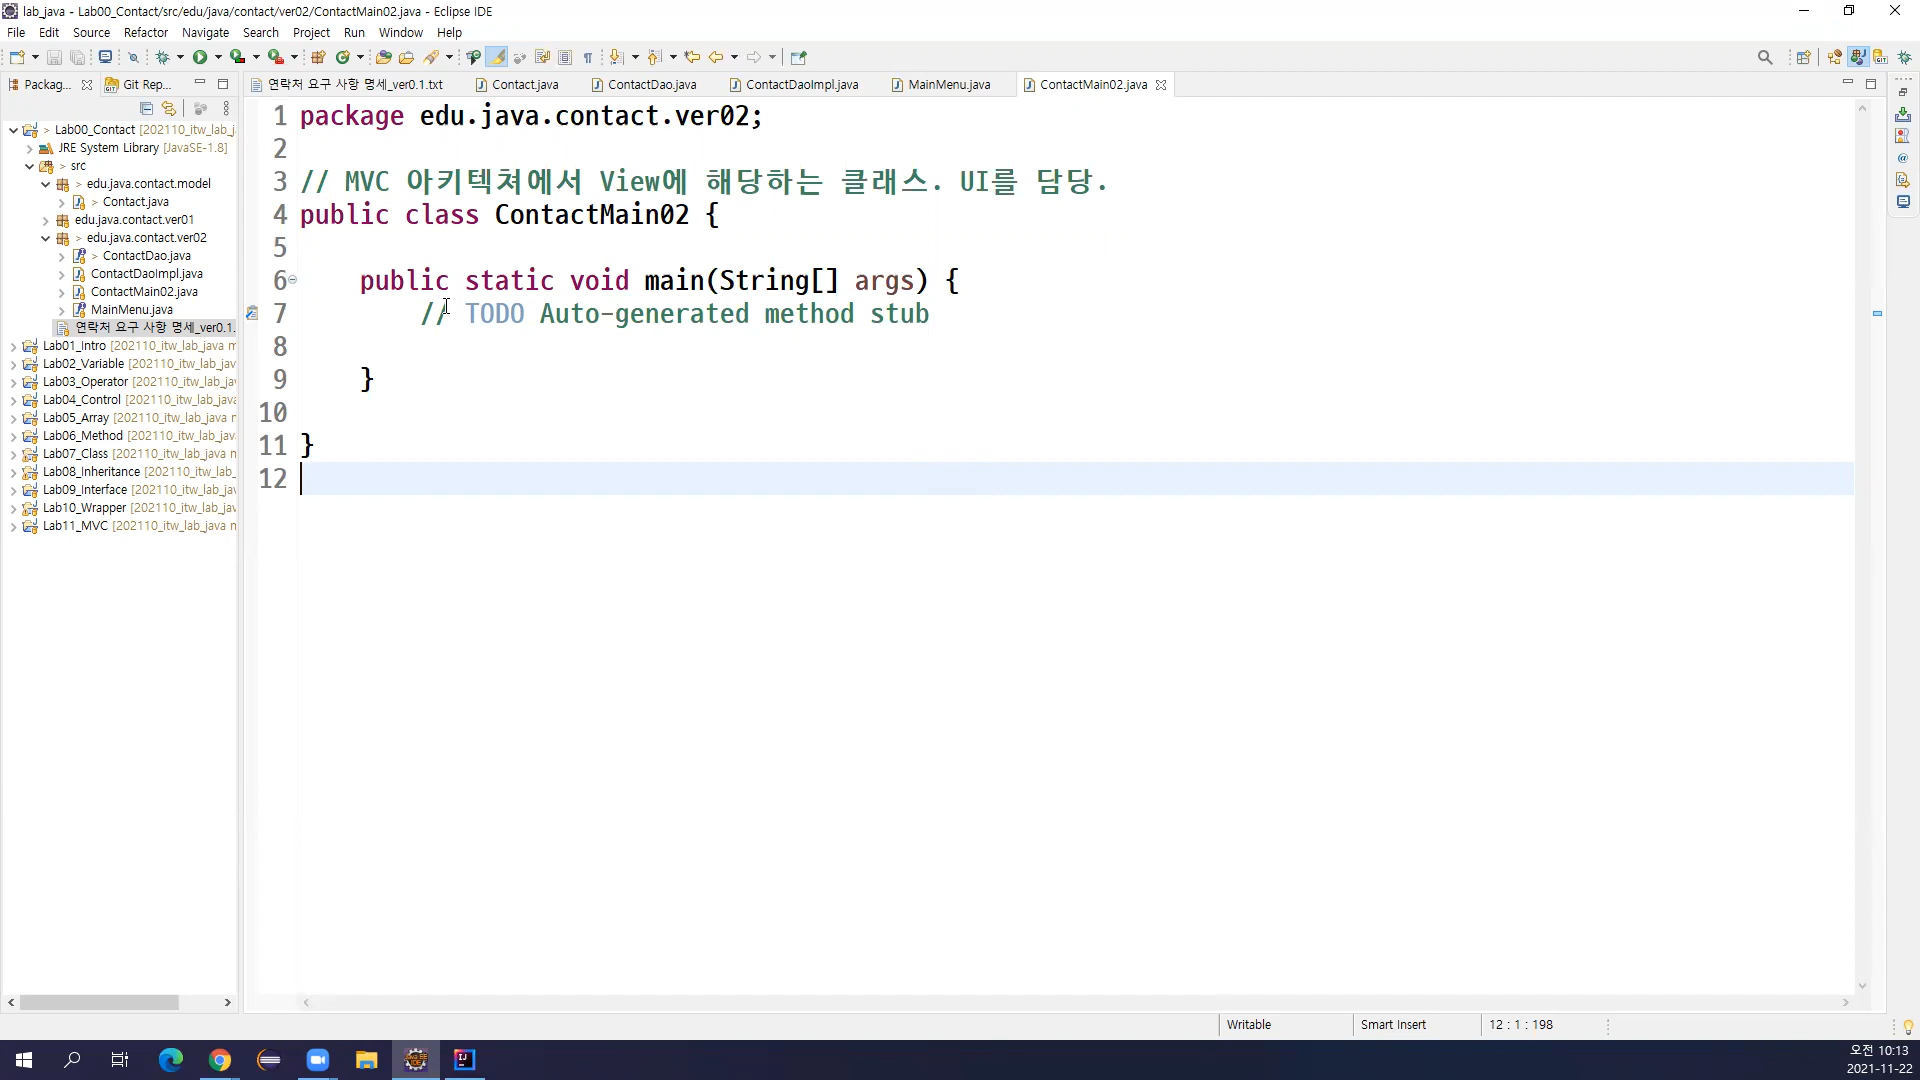 lab_java - Lab00_Contact/src/edu/java/contact/ver02/ContactMain02.java - Eclipse IDE
File Edit Source Refactor Navigate Search Project Run Window Help
Packag... Git Rep...
연락처 요구 사항 명세_ver0.1.txt Contact.java ContactDao.java ContactDaoImpl.java MainMenu.java ContactMain02.java
> Lab00_Contact [202110_itw_lab_j
JRE System Library [JavaSE-1.8]
> src
> edu.java.contact.model
> Contact.java
edu.java.contact.ver01
> edu.java.contact.ver02
> ContactDao.java
ContactDaoImpl.java
ContactMain02.java
MainMenu.java
연락처 요구 사항 명세_ver0.1.
Lab01_Intro [202110_itw_lab_java m
Lab02_Variable [202110_itw_lab_jav
Lab03_Operator [202110_itw_lab_jav
Lab04_Control [202110_itw_lab_java
Lab05_Array [202110_itw_lab_java m
Lab06_Method [202110_itw_lab_java
Lab07_Class [202110_itw_lab_java m
Lab08_Inheritance [202110_itw_lab_
Lab09_Interface [202110_itw_lab_jav
Lab10_Wrapper [202110_itw_lab_jav
Lab11_MVC [202110_itw_lab_java m
1 package edu.java.contact.ver02;
2
3 // MVC 아키텍쳐에서 View에 해당하는 클래스. UI를 담당.
4 public class ContactMain02 {
5
6 public static void main(String[] args) {
7 // TODO Auto-generated method stub
8
9 }
10
11 }
12
Writable Smart Insert 12 : 1 : 198
오전 10:13
2021-11-22